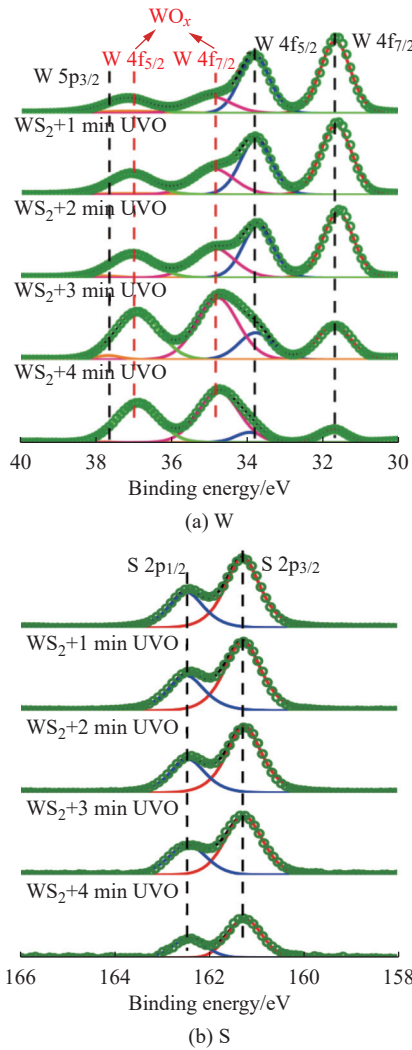 WOₓ
W 5p₃/₂ W 4f₅/₂ W 4f₇/₂ W 4f₅/₂ W 4f₇/₂
WS₂+1 min UVO
WS₂+2 min UVO
WS₂+3 min UVO
WS₂+4 min UVO
40 38 36 34 32 30
Binding energy/eV
(a) W
S 2p₁/₂ S 2p₃/₂
WS₂+1 min UVO
WS₂+2 min UVO
WS₂+3 min UVO
WS₂+4 min UVO
166 164 162 160 158
Binding energy/eV
(b) S